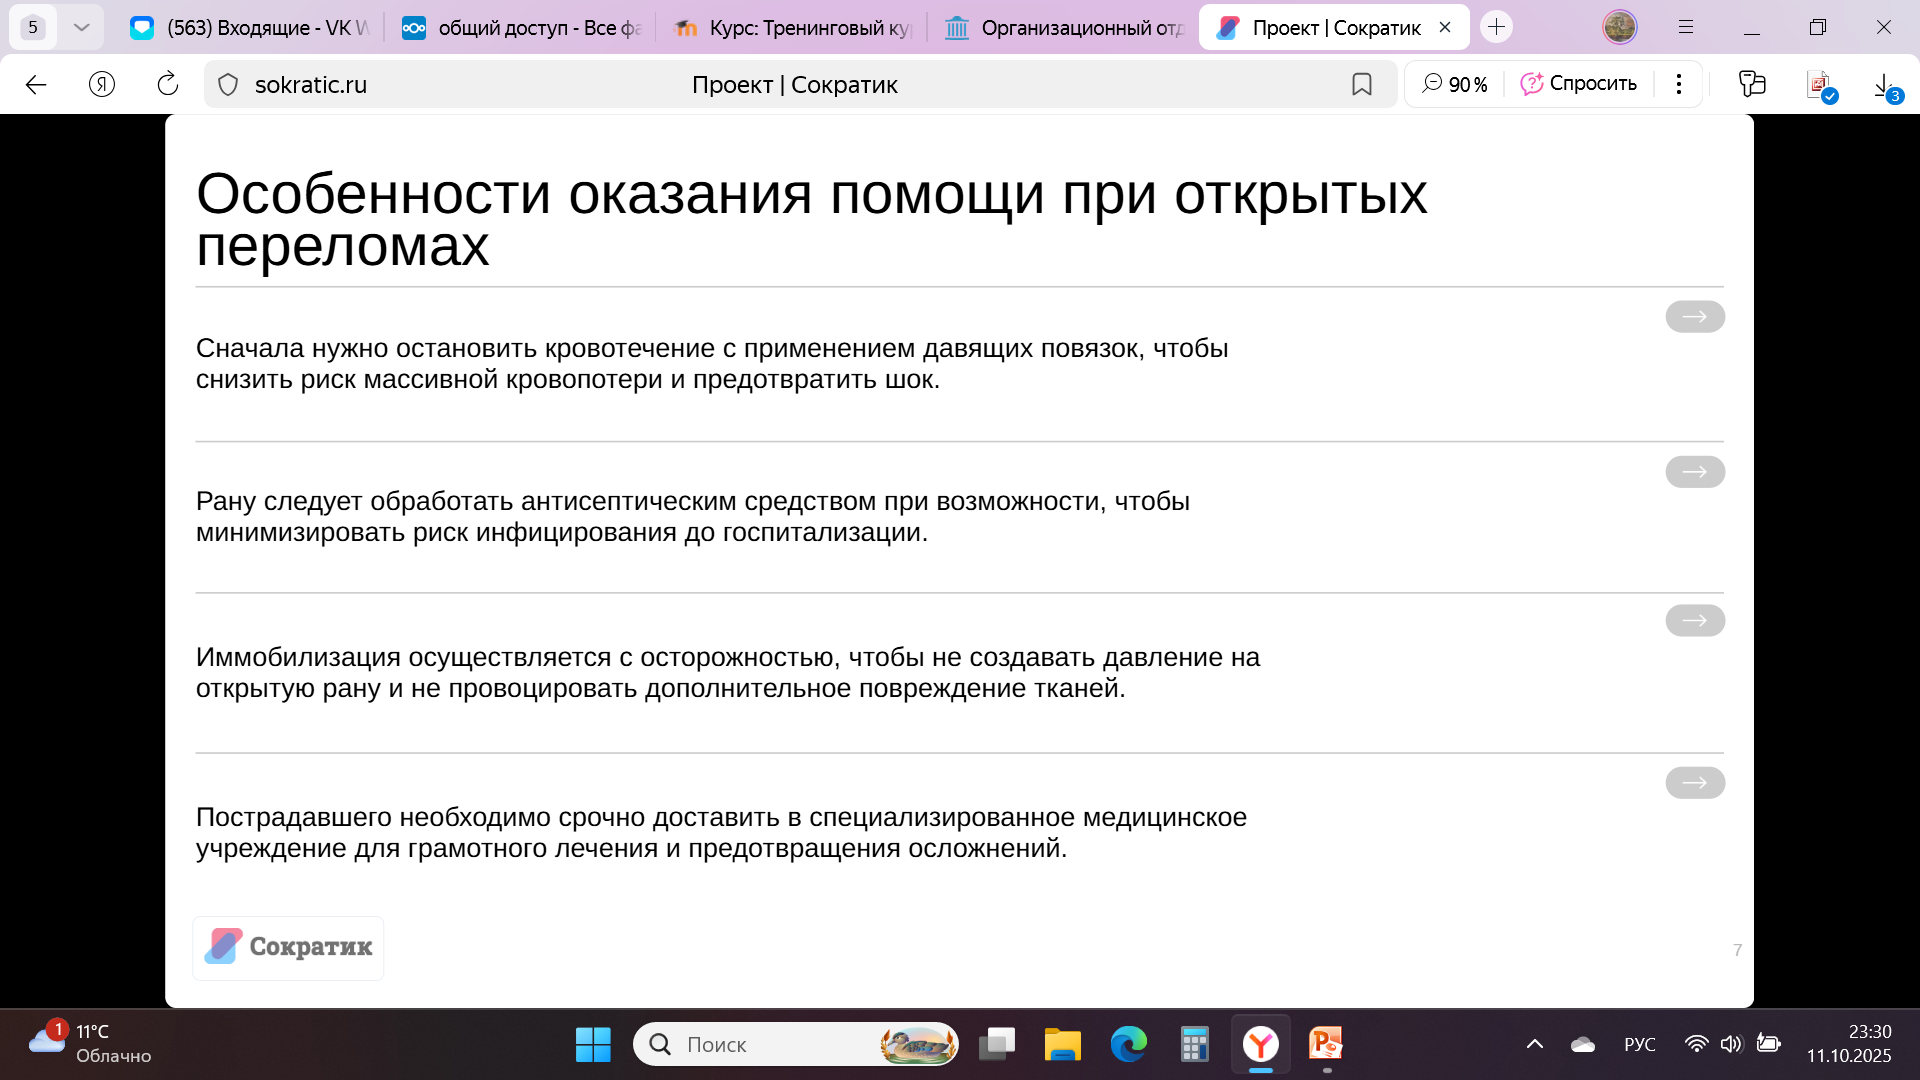 5
(563) Входящие - VK W
общий доступ - Все фа
Курс: Тренинговый ку
Организационный отд
Проект | Сократик
sokratic.ru
Проект | Сократик
90 %
Спросить
3
Особенности оказания помощи при открытых
переломах
Сначала нужно остановить кровотечение с применением давящих повязок, чтобы
снизить риск массивной кровопотери и предотвратить шок.
Рану следует обработать антисептическим средством при возможности, чтобы
минимизировать риск инфицирования до госпитализации.
Иммобилизация осуществляется с осторожностью, чтобы не создавать давление на
открытую рану и не провоцировать дополнительное повреждение тканей.
Пострадавшего необходимо срочно доставить в специализированное медицинское
учреждение для грамотного лечения и предотвращения осложнений.
Сократик
7
1
11°C
Облачно
Поиск
РУС
23:30
11.10.2025